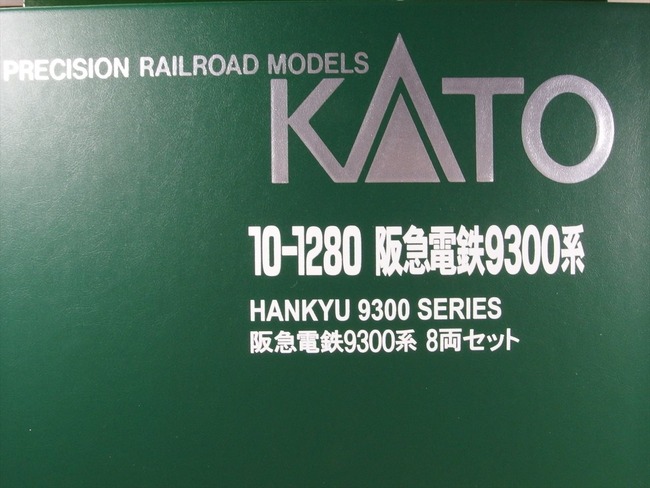 PRECISION RAILROAD MODELS
KATO
10-1280 阪急電鉄9300系
HANKYU 9300 SERIES
阪急電鉄9300系 8両セット